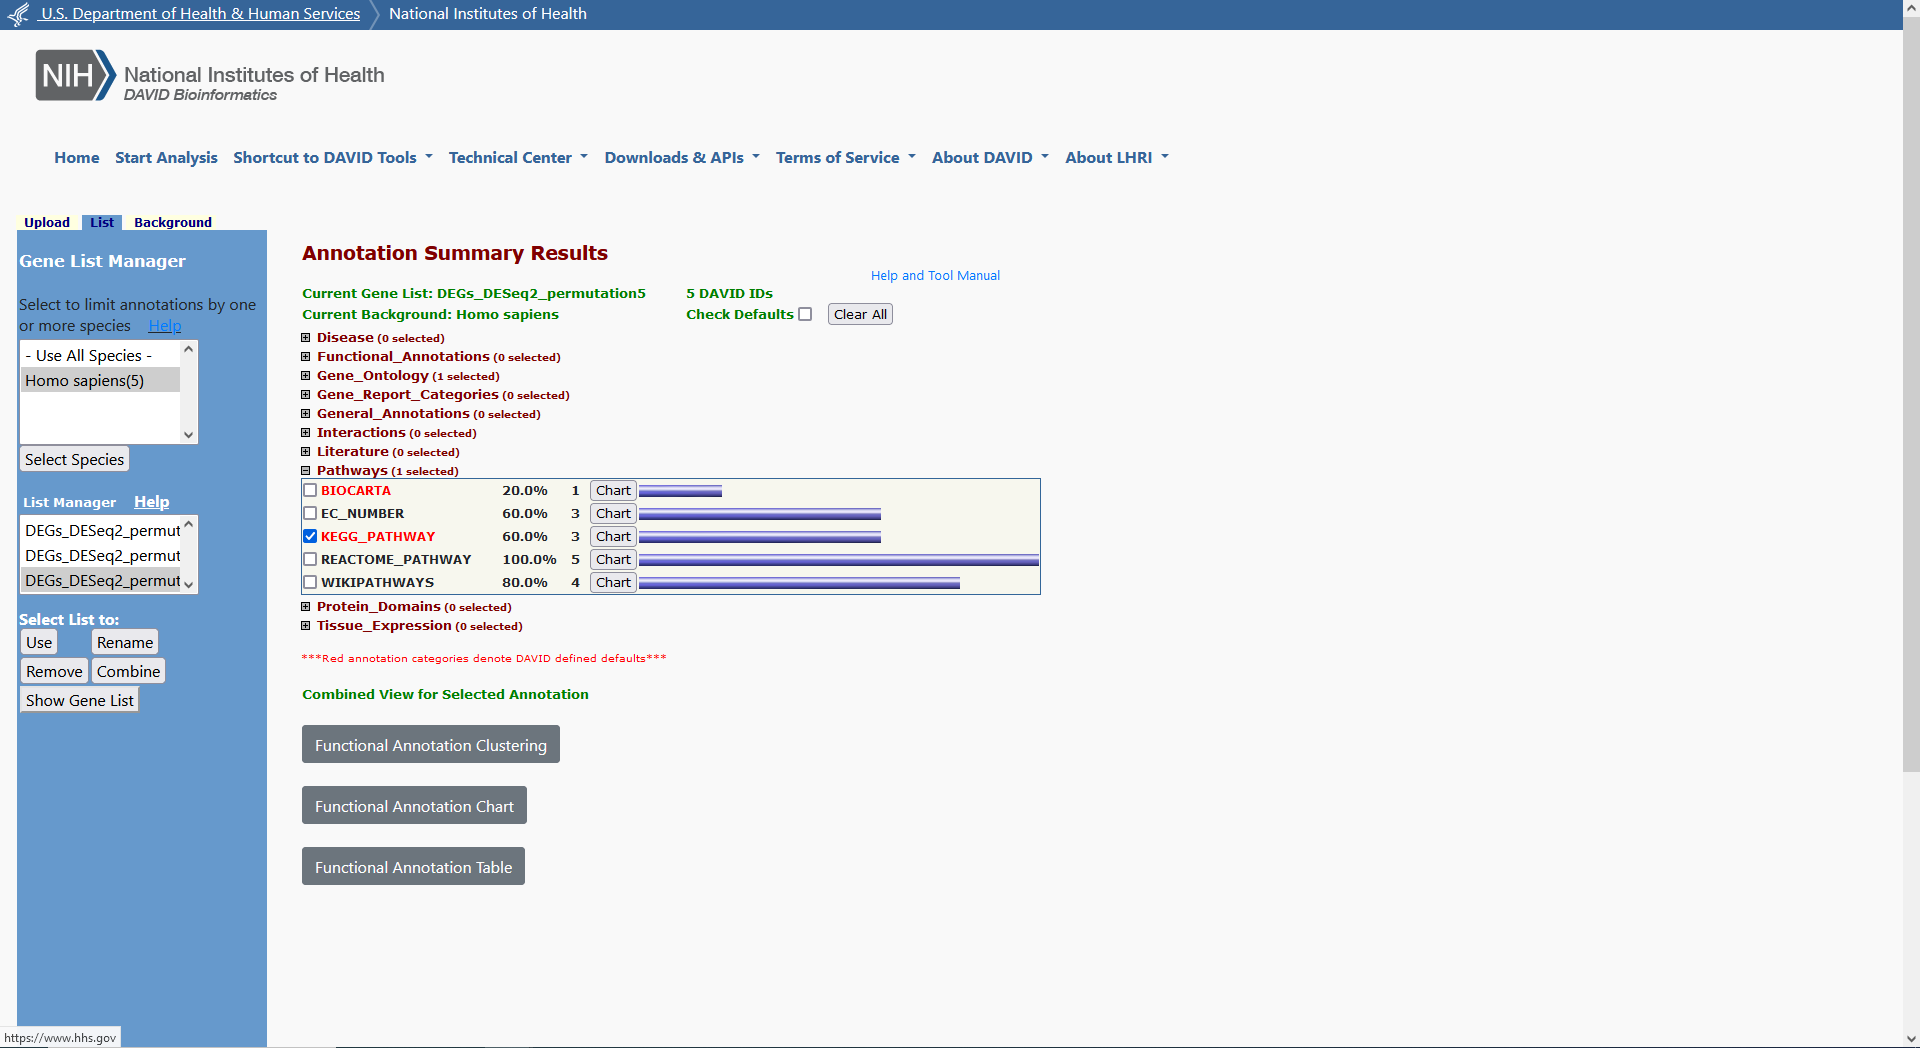 U.S. Department of Health & Human Services National Institutes of Health
NIH National Institutes of Health
DAVID Bioinformatics
Home Start Analysis Shortcut to DAVID Tools Technical Center Downloads & APIs Terms of Service About DAVID About LHRI
Upload List Background
Gene List Manager
Select to limit annotations by one
or more species Help
- Use All Species -
Homo sapiens(5)
Select Species
List Manager Help
DEGs_DESeq2_permut
DEGs_DESeq2_permut
DEGs_DESeq2_permut
Select List to:
Use Rename
Remove Combine
Show Gene List
Annotation Summary Results
Help and Tool Manual
Current Gene List: DEGs_DESeq2_permutation5 5 DAVID IDs
Current Background: Homo sapiens Check Defaults Clear All
Disease (0 selected)
Functional_Annotations (0 selected)
Gene_Ontology (1 selected)
Gene_Report_Categories (0 selected)
General_Annotations (0 selected)
Interactions (0 selected)
Literature (0 selected)
Pathways (1 selected)
BIOCARTA 20.0% 1 Chart
EC_NUMBER 60.0% 3 Chart
KEGG_PATHWAY 60.0% 3 Chart
REACTOME_PATHWAY 100.0% 5 Chart
WIKIPATHWAYS 80.0% 4 Chart
Protein_Domains (0 selected)
Tissue_Expression (0 selected)
***Red annotation categories denote DAVID defined defaults***
Combined View for Selected Annotation
Functional Annotation Clustering
Functional Annotation Chart
Functional Annotation Table
https://www.hhs.gov